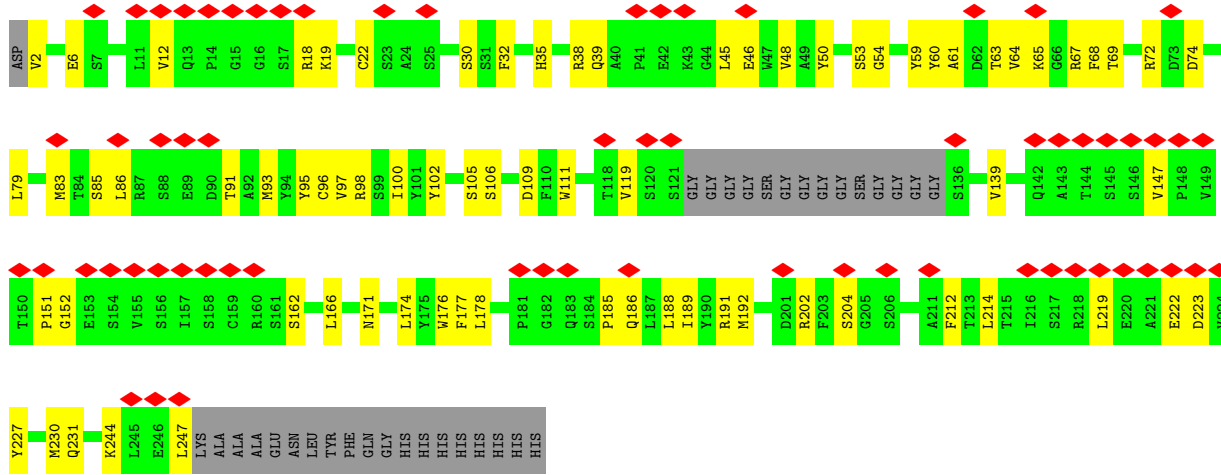 ASP V2 E6 S7 L11 V12 Q13 P14 G15 G16 S17 R18 K19 C22 S23 A24 S25 S30 S31 F32 H35 R38 Q39 A40 P41 E42 K43 G44 L45 E46 W47 V48 A49 Y50 S53 G54 Y59 Y60 A61 D62 T63 V64 K65 G66 R67 F68 T69 R72 D73 D74
L79 M83 T84 S85 L86 R87 S88 E89 D90 T91 A92 M93 Y94 Y95 C96 V97 R98 S99 I100 Y101 Y102 S105 S106 D109 F110 W111 T118 V119 S120 S121 GLY GLY GLY GLY SER GLY GLY GLY GLY SER GLY GLY GLY GLY S136 V139 Q142 A143 T144 S145 S146 V147 P148 V149
T150 P151 G152 E153 S154 V155 S156 I157 S158 C159 R160 S161 S162 L166 N171 L174 Y175 W176 F177 L178 P181 G182 Q183 S184 P185 Q186 L187 L188 I189 Y190 R191 M192 D201 R202 F203 S204 G205 S206 A211 F212 T213 L214 T215 I216 S217 R218 L219 E220 A221 E222 D223
Y227 M230 Q231 K244 L245 E246 L247 LYS ALA ALA ALA GLU ASN LEU TYR PHE GLN GLY HIS HIS HIS HIS HIS HIS HIS HIS